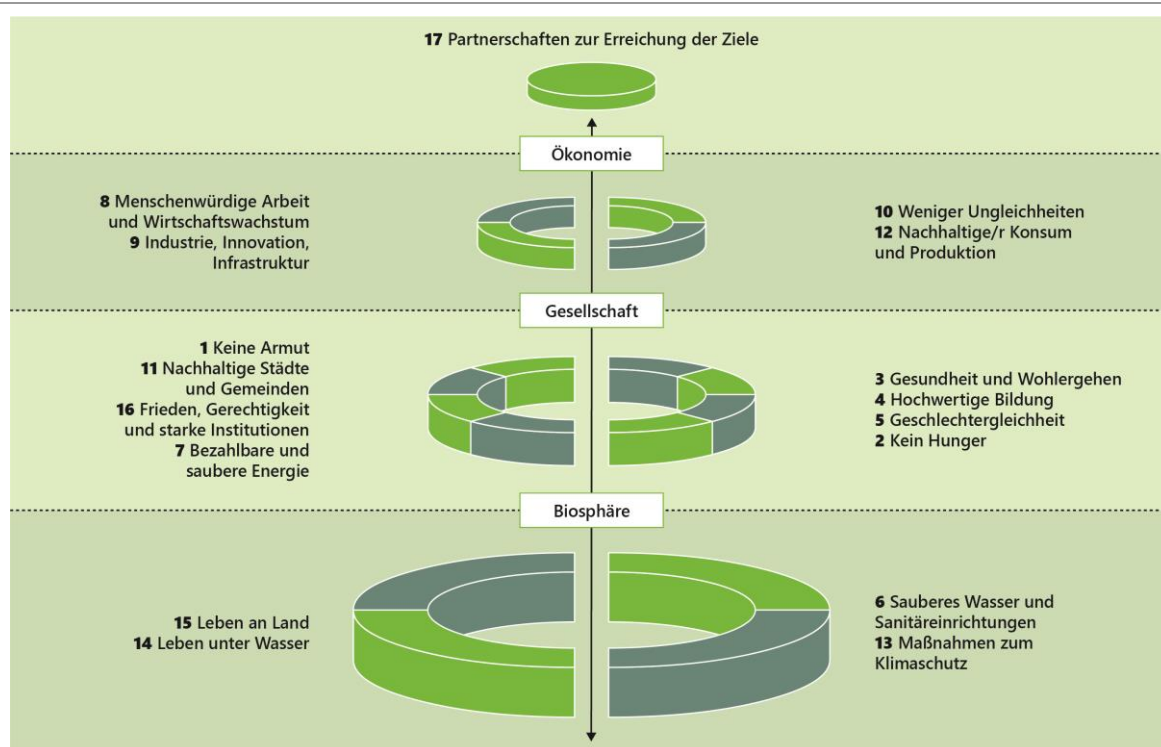 17 Partnerschaften zur Erreichung der Ziele
Ökonomie
8 Menschenwürdige Arbeit
und Wirtschaftswachstum
9 Industrie, Innovation,
Infrastruktur
10 Weniger Ungleichheiten
12 Nachhaltige/r Konsum
und Produktion
Gesellschaft
1 Keine Armut
11 Nachhaltige Städte
und Gemeinden
16 Frieden, Gerechtigkeit
und starke Institutionen
7 Bezahlbare und
saubere Energie
3 Gesundheit und Wohlergehen
4 Hochwertige Bildung
5 Geschlechtergleichheit
2 Kein Hunger
Biosphäre
15 Leben an Land
14 Leben unter Wasser
6 Sauberes Wasser und
Sanitäreinrichtungen
13 Maßnahmen zum
Klimaschutz